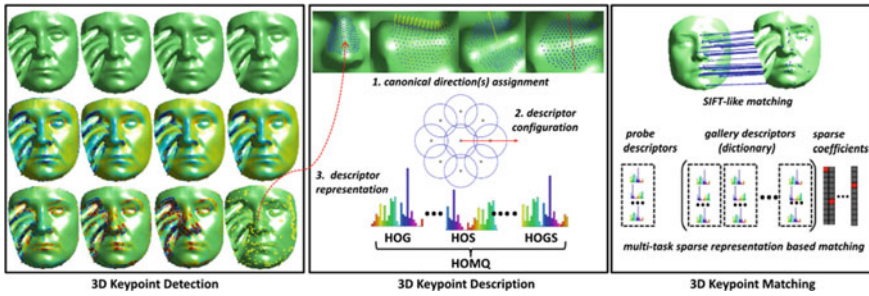 1. canonical direction(s) assignment
2. descriptor
configuration
3. descriptor
representation
HOG
HOS
HOGS
HOMQ
SIFT-like matching
probe
descriptors
gallery descriptors
(dictionary)
sparse
coefficients
multi-task sparse representation based matching
3D Keypoint Detection
3D Keypoint Description
3D Keypoint Matching